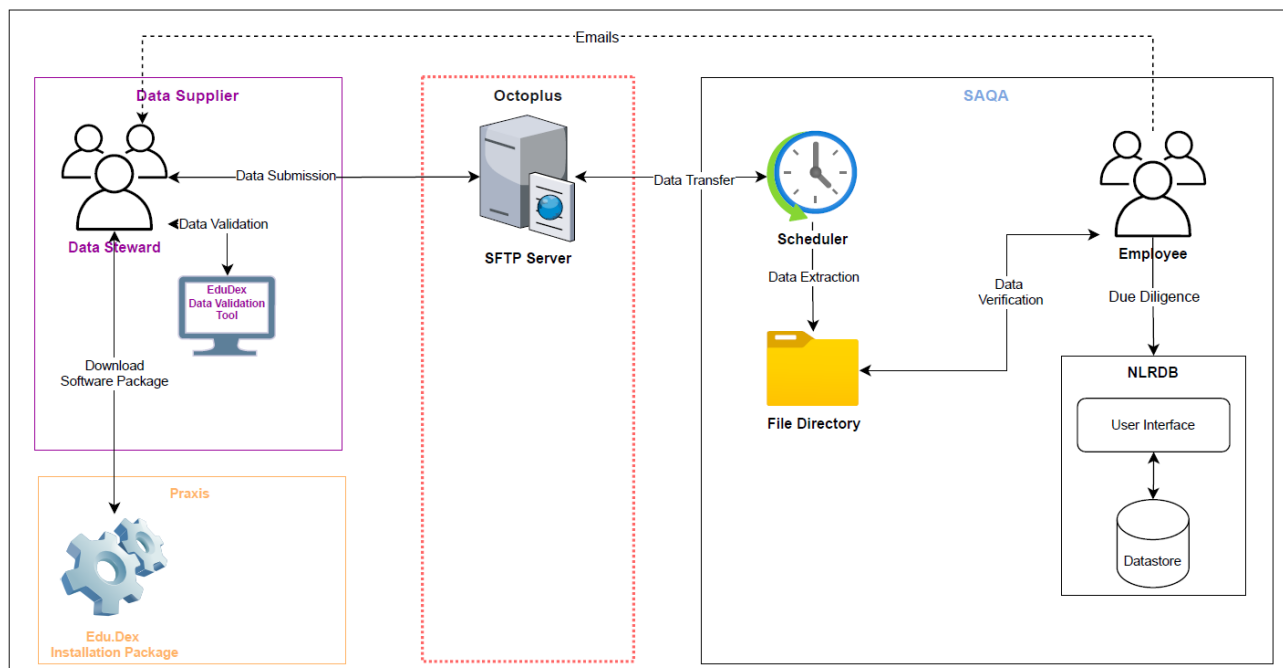 Emails
Data Supplier
Octoplus
SAQA
Data Submission
Data Transfer
Data Validation
Data Steward
SFTP Server
Scheduler
Employee
EduDex
Data Validation
Tool
Data Extraction
Data
Verification
Due Diligence
Download
Software Package
NLRDB
File Directory
User Interface
Praxis
Datastore
Edu.Dex
Installation Package